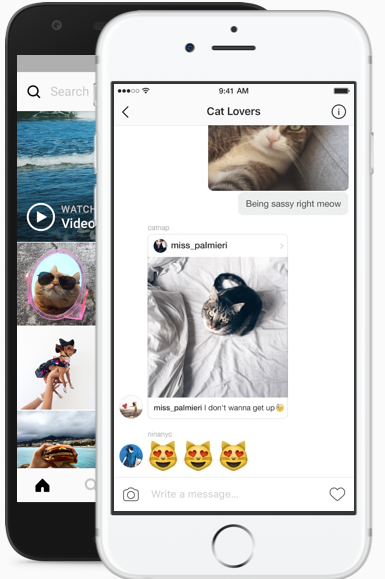 Search
WATCH
Video
9:41 AM
Cat Lovers
Being sassy right meow
catnap
miss_palmieri
miss_palmieri I don't wanna get up😪
ninanyc
😻😻😻
Write a message...